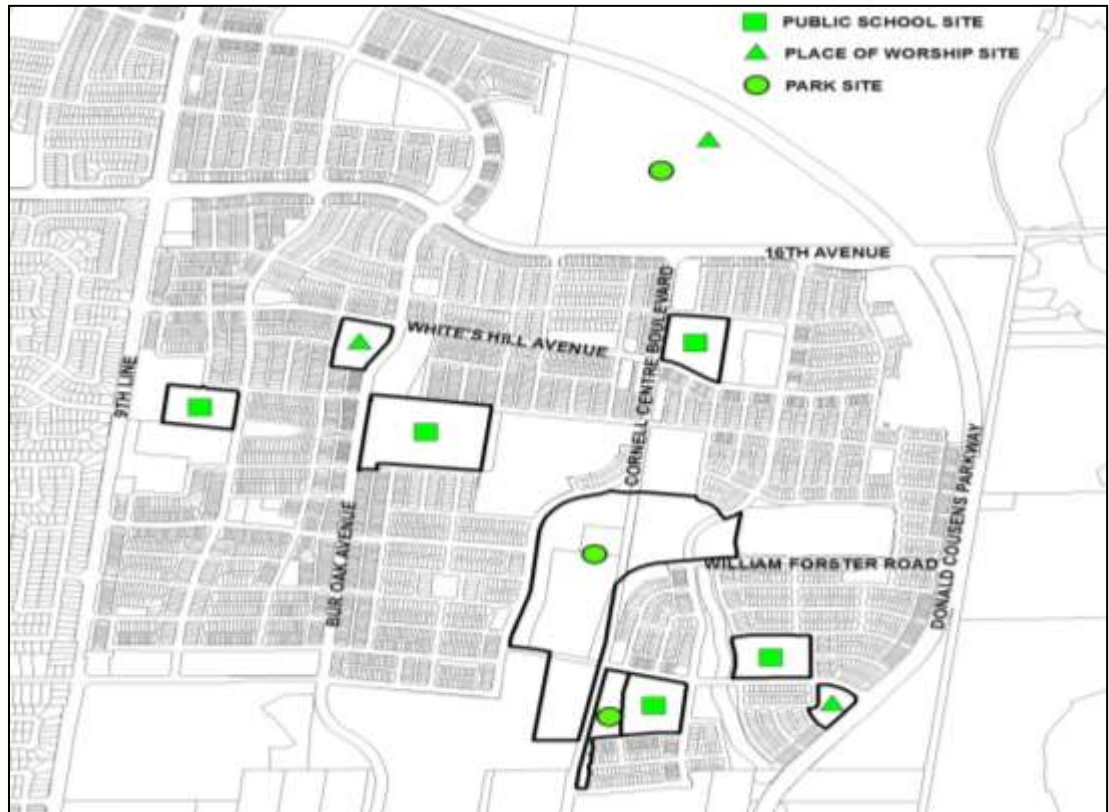 PUBLIC SCHOOL SITE
PLACE OF WORSHIP SITE
PARK SITE
16TH AVENUE
CORNELL CENTRE BOULEVARD
WHITE'S HILL AVENUE
9TH LINE
BUR OAK AVENUE
WILLIAM FORSTER ROAD
DONALD COUSENS PARKWAY